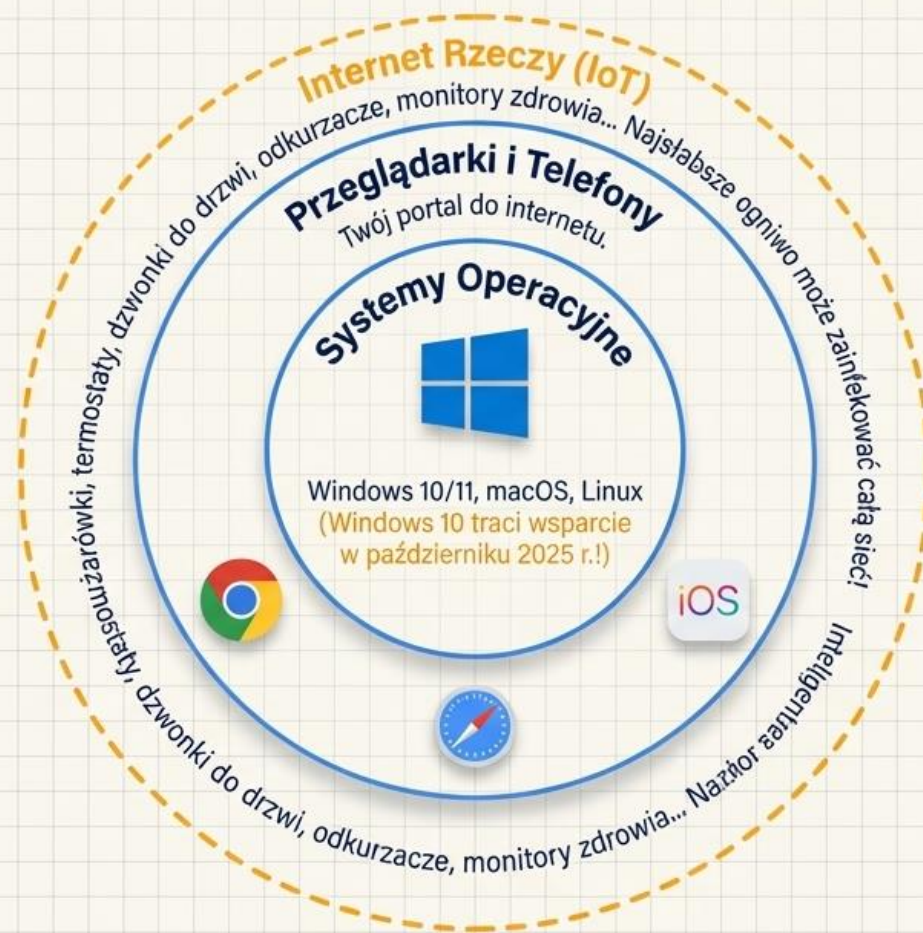 Internet Rzeczy (IoT)
termostaty, dzwonki do drzwi, odkurzacze, monitory zdrowia... Najsłabsze ogniwo może zainfekować całą sieć!
Przeglądarki i Telefony
Twój portal do internetu.
Systemy Operacyjne
Windows 10/11, macOS, Linux
(Windows 10 traci wsparcie
w październiku 2025 r.!)
iOS
dzwonki do drzwi, odkurzacze, monitory zdrowia...